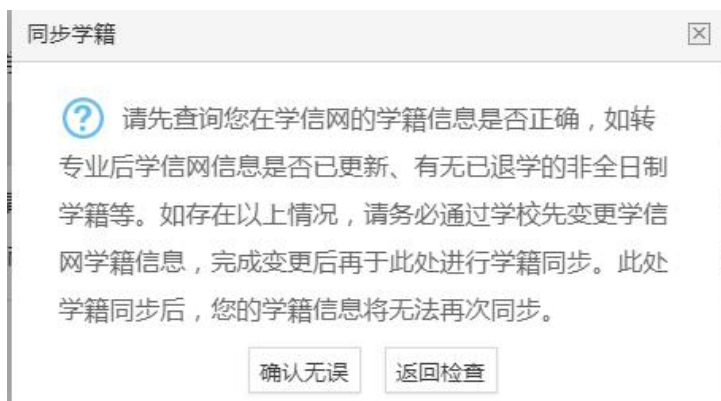 同步学籍
请先查询您在学信网的学籍信息是否正确，如转
专业后学信网信息是否已更新、有无已退学的非全日制
学籍等。如存在以上情况，请务必通过学校先变更学信
网学籍信息，完成变更后再于此处进行学籍同步。此处
学籍同步后，您的学籍信息将无法再次同步。
确认无误 返回检查